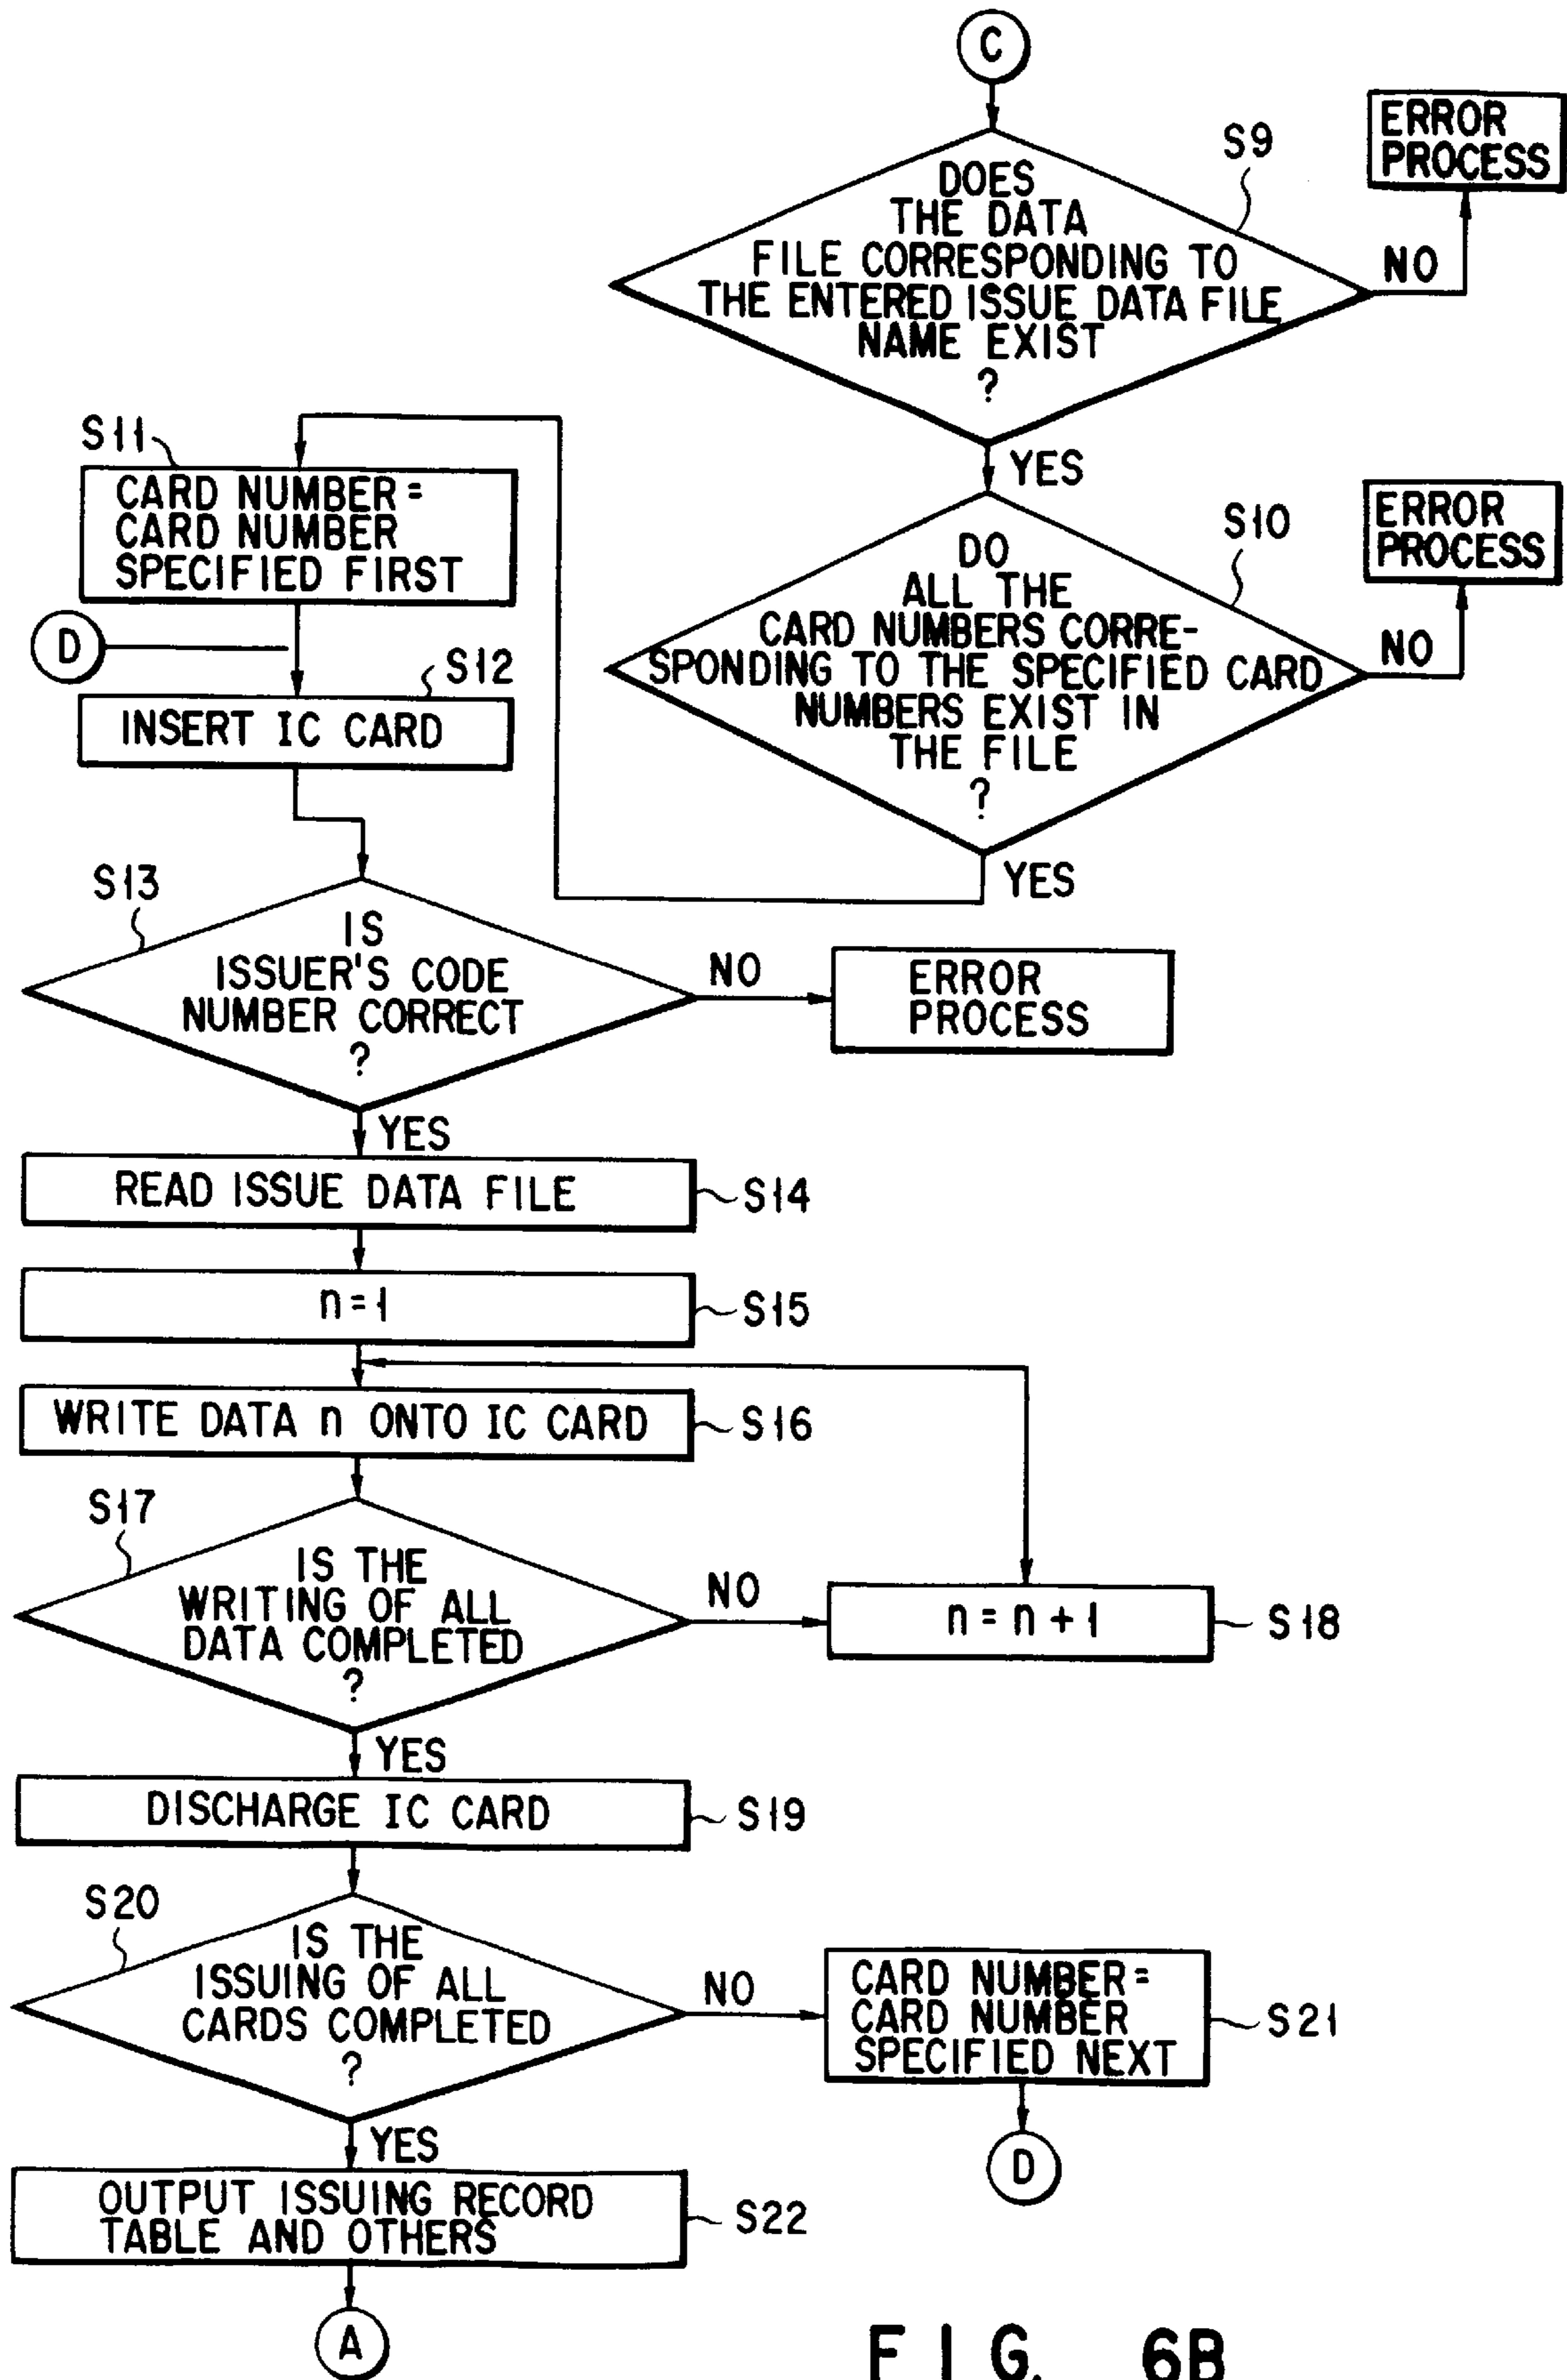 C
S9
DOES
THE DATA
FILE CORRESPONDING TO
THE ENTERED ISSUE DATA FILE
NAME EXIST
?
NO
ERROR
PROCESS
YES
S10
DO
ALL THE
CARD NUMBERS CORRE-
SPONDING TO THE SPECIFIED CARD
NUMBERS EXIST IN
THE FILE
?
NO
ERROR
PROCESS
YES
S11
CARD NUMBER=
CARD NUMBER
SPECIFIED FIRST
D
S12
INSERT IC CARD
S13
IS
ISSUER'S CODE
NUMBER CORRECT
?
NO
ERROR
PROCESS
YES
READ ISSUE DATA FILE
S14
n=1
S15
WRITE DATA n ONTO IC CARD
S16
S17
IS THE
WRITING OF ALL
DATA COMPLETED
?
NO
n=n+1
S18
YES
DISCHARGE IC CARD
S19
S20
IS THE
ISSUING OF ALL
CARDS COMPLETED
?
NO
CARD NUMBER=
CARD NUMBER
SPECIFIED NEXT
S21
D
YES
OUTPUT ISSUING RECORD
TABLE AND OTHERS
S22
A
FIG. 6B